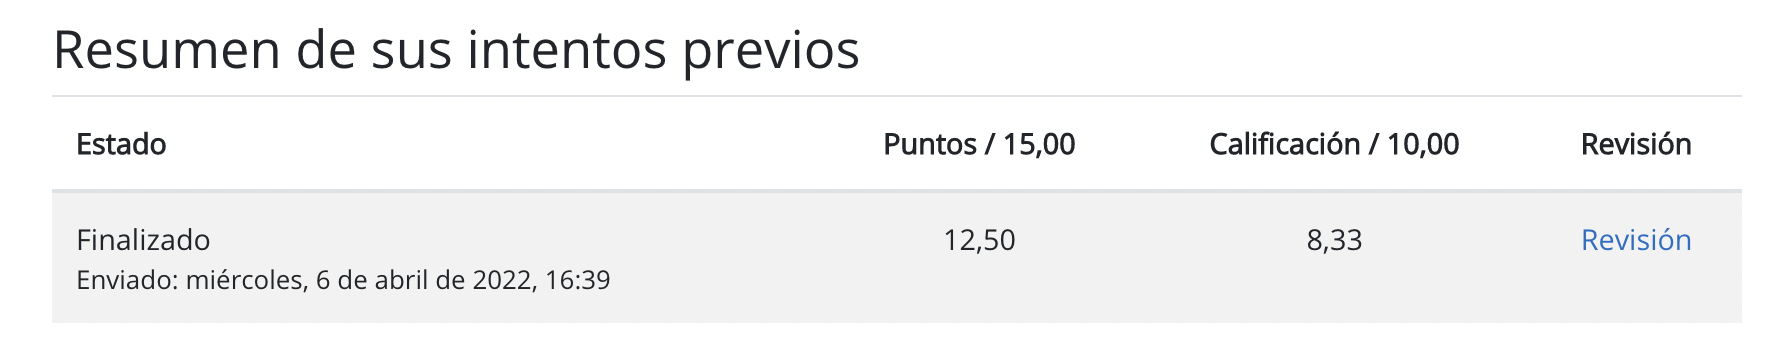 Resumen de sus intentos previos
Estado Puntos / 15,00 Calificación / 10,00 Revisión
Finalizado 12,50 8,33 Revisión
Enviado: miércoles, 6 de abril de 2022, 16:39